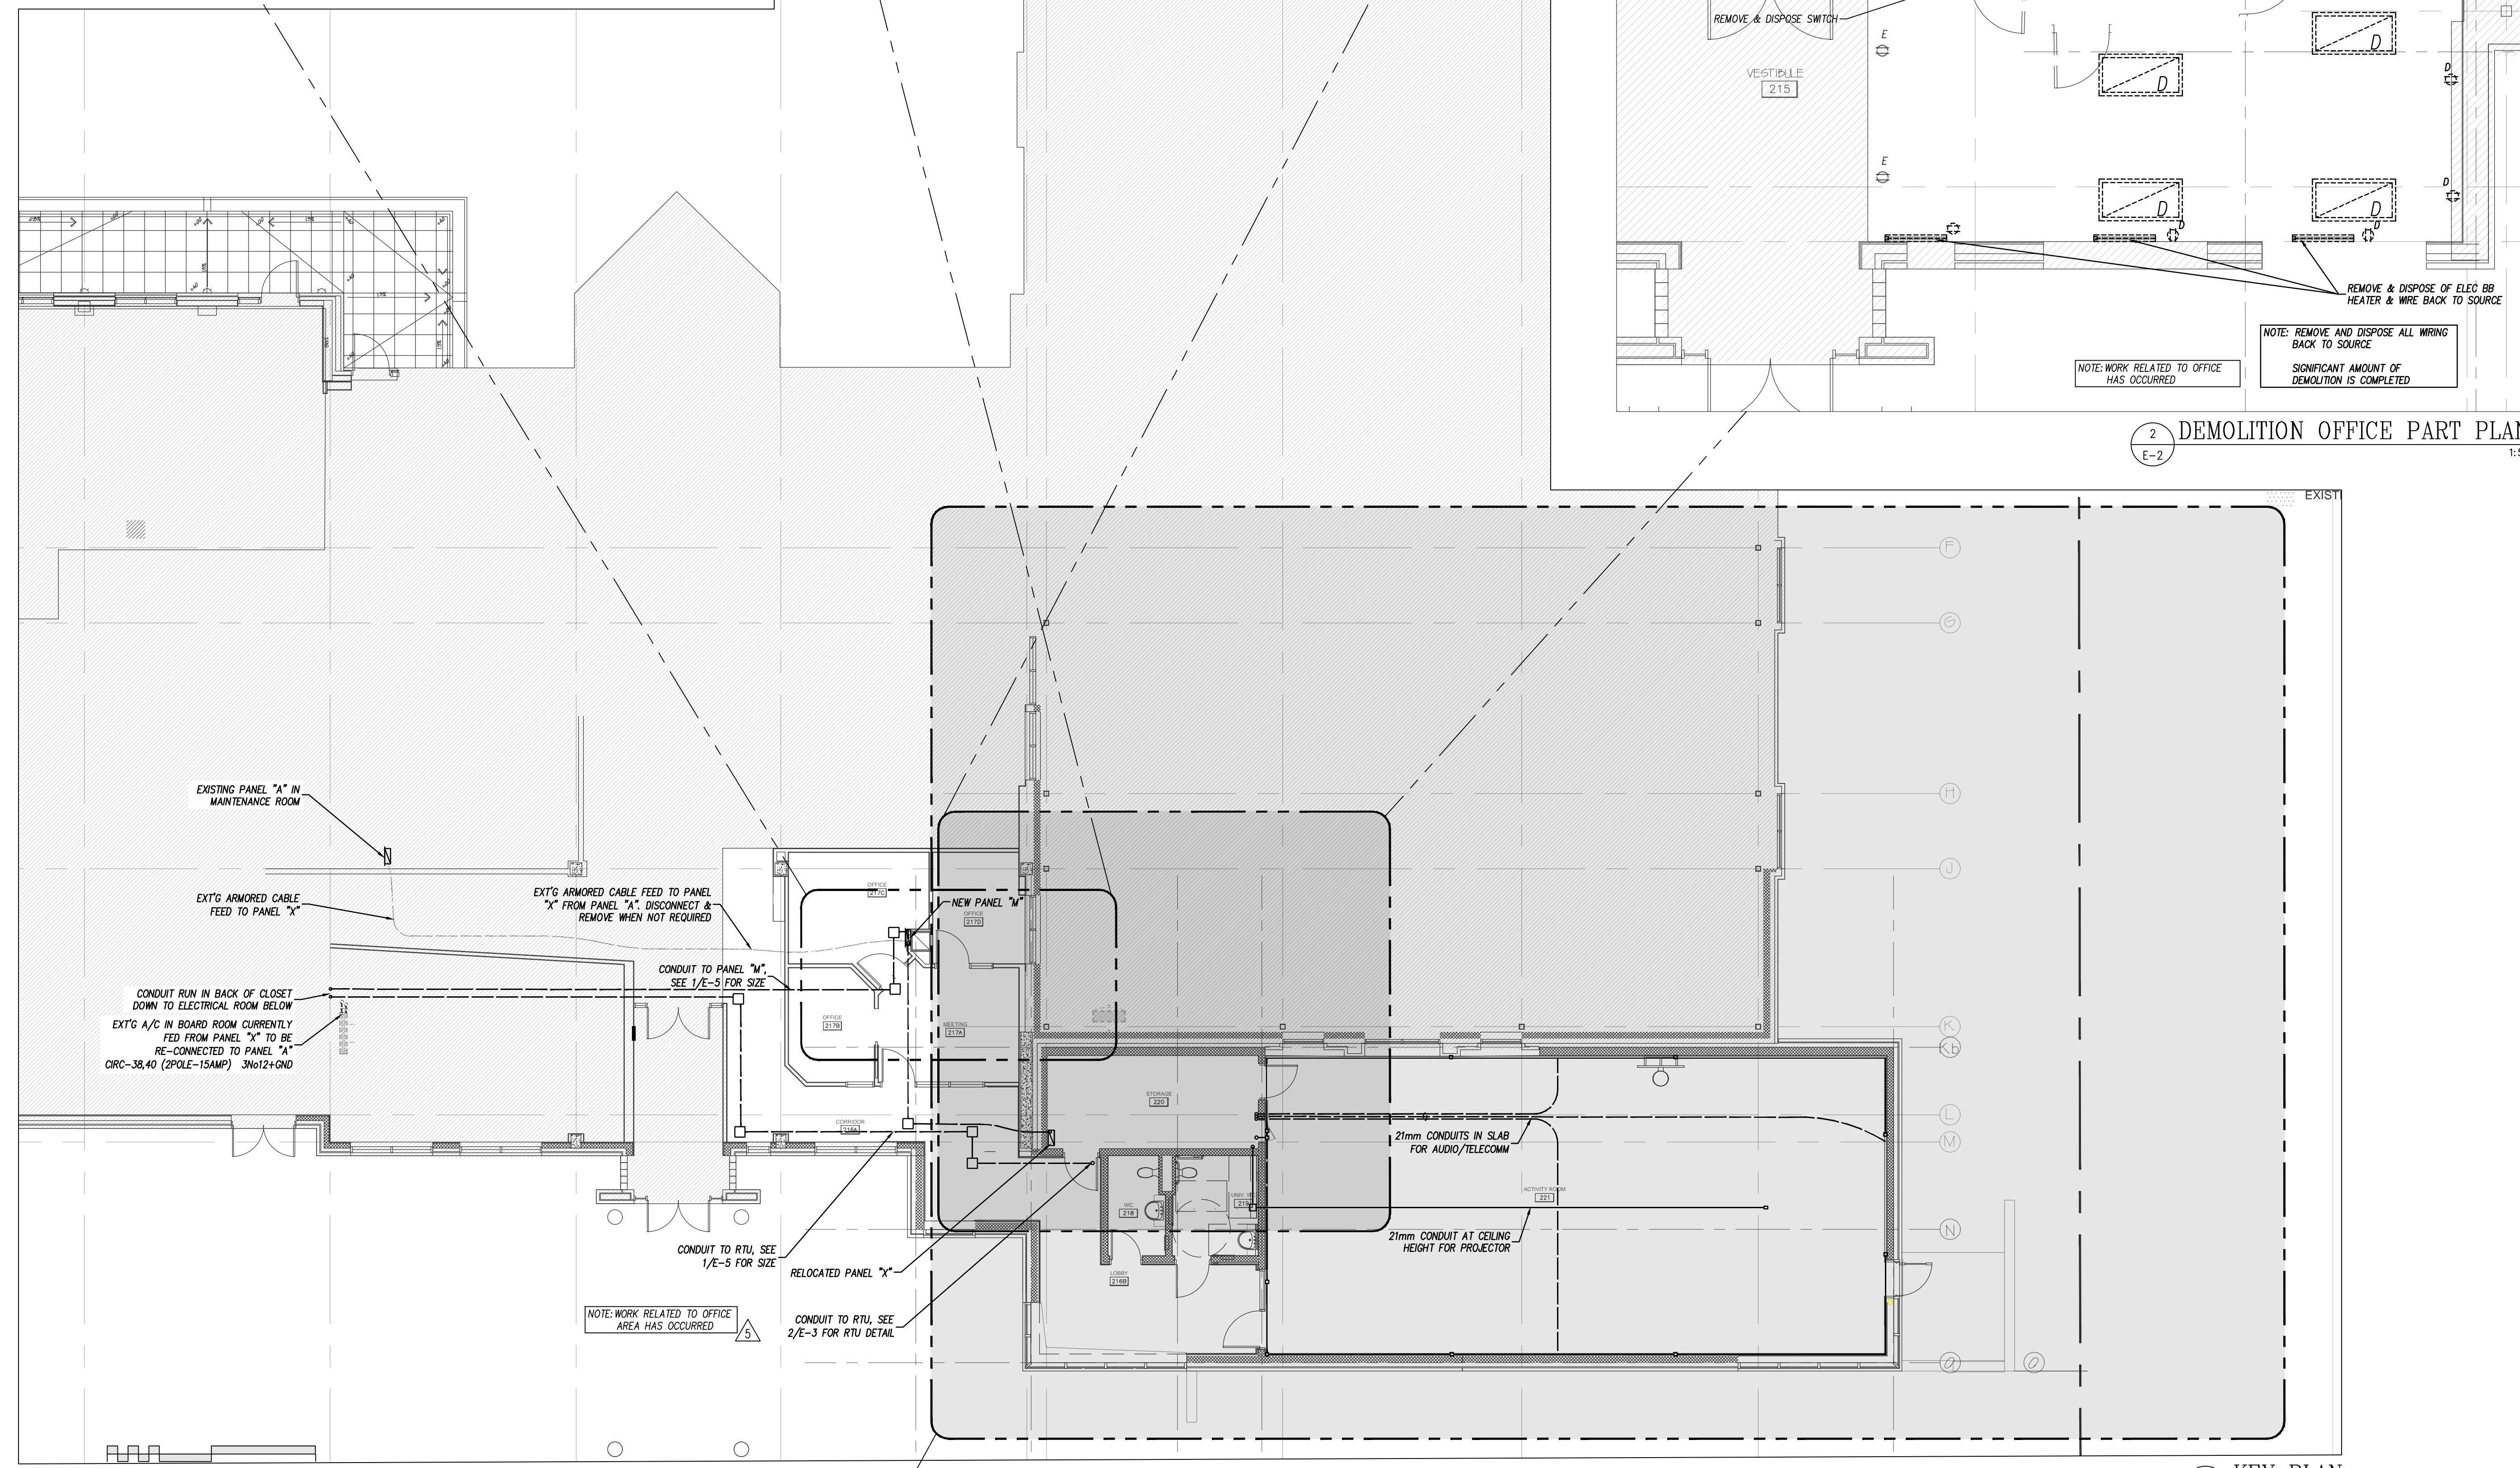 REMOVE & DISPOSE SWITCH
E
VESTIBULE
215
E
D
D
D
D
D
D
D
D
REMOVE & DISPOSE OF ELEC BB
HEATER & WIRE BACK TO SOURCE
NOTE: REMOVE AND DISPOSE ALL WIRING
BACK TO SOURCE
SIGNIFICANT AMOUNT OF
DEMOLITION IS COMPLETED
NOTE: WORK RELATED TO OFFICE
HAS OCCURRED
2
E-2
DEMOLITION OFFICE PART PLAN
EXISTI
F
G
H
J
K
Kb
L
M
N
O
EXISTING PANEL "A" IN
MAINTENANCE ROOM
EXT'G ARMORED CABLE
FEED TO PANEL "X"
EXT'G ARMORED CABLE FEED TO PANEL
"X" FROM PANEL "A". DISCONNECT &
REMOVE WHEN NOT REQUIRED
OFFICE
217C
NEW PANEL "M"
OFFICE
217D
CONDUIT TO PANEL "M",
SEE 1/E-5 FOR SIZE
CONDUIT RUN IN BACK OF CLOSET
DOWN TO ELECTRICAL ROOM BELOW
EXT'G A/C IN BOARD ROOM CURRENTLY
FED FROM PANEL "X" TO BE
RE-CONNECTED TO PANEL "A"
CIRC-38,40 (2POLE-15AMP) 3No12+GND
OFFICE
217B
MEETING
217A
STORAGE
220
CORRIDOR
216A
21mm CONDUITS IN SLAB
FOR AUDIO/TELECOMM
WC
218
UNIV. WC
219
ACTIVITY ROOM
221
21mm CONDUIT AT CEILING
HEIGHT FOR PROJECTOR
CONDUIT TO RTU, SEE
1/E-5 FOR SIZE
RELOCATED PANEL "X"
LOBBY
216B
CONDUIT TO RTU, SEE
2/E-3 FOR RTU DETAIL
NOTE: WORK RELATED TO OFFICE
AREA HAS OCCURRED
5
KEY PLAN